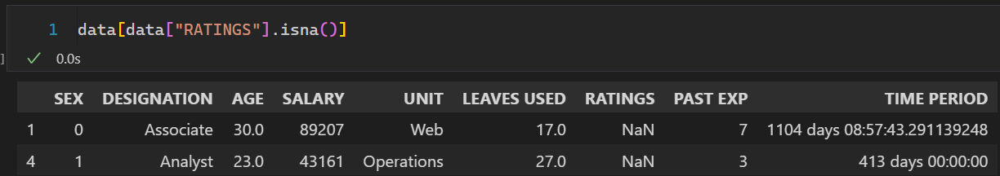 1 data[data["RATINGS"].isna()]
] ✓ 0.0s
SEX DESIGNATION AGE SALARY UNIT LEAVES USED RATINGS PAST EXP TIME PERIOD
1 0 Associate 30.0 89207 Web 17.0 NaN 7 1104 days 08:57:43.291139248
4 1 Analyst 23.0 43161 Operations 27.0 NaN 3 413 days 00:00:00